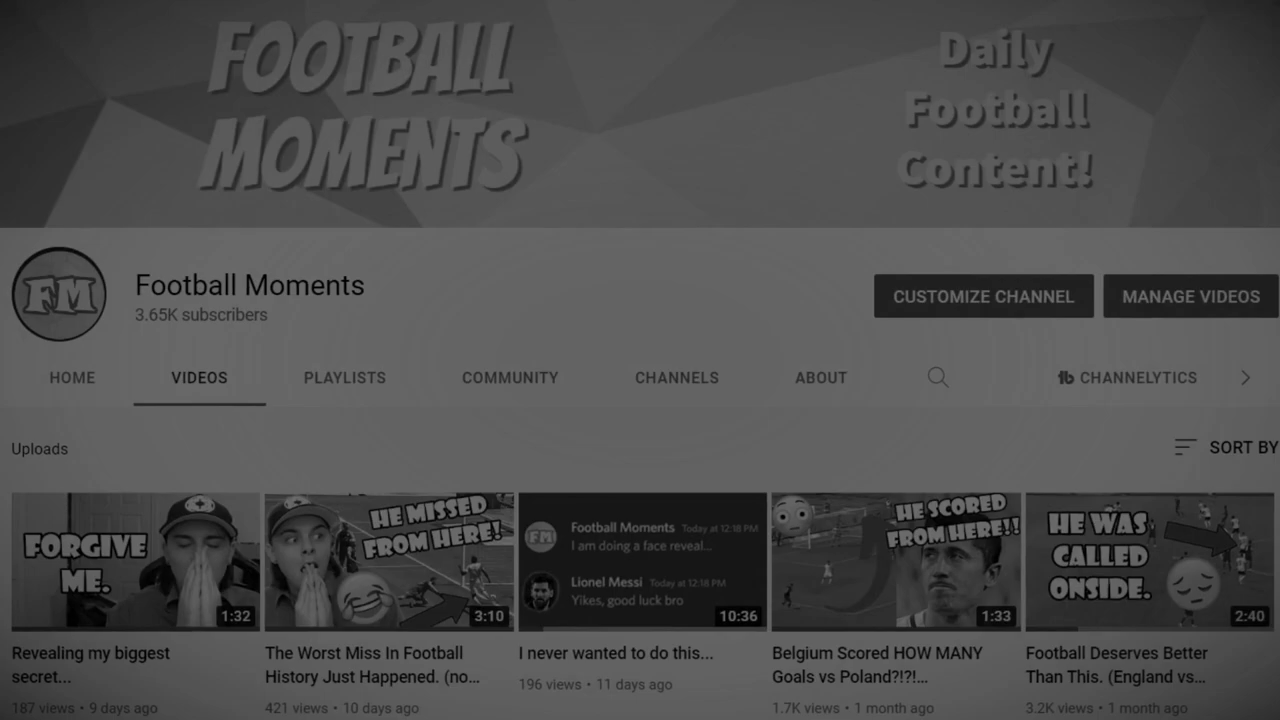 FOOTBALL
MOMENTS
Daily
Football
Content!
FM
Football Moments
3.65K subscribers
CUSTOMIZE CHANNEL
MANAGE VIDEOS
HOME
VIDEOS
PLAYLISTS
COMMUNITY
CHANNELS
ABOUT
CHANNELYTICS
Uploads
SORT BY
FORGIVE
ME.
1:32
HE MISSED
FROM HERE!
3:10
FM
Football Moments Today at 12:18 PM
I am doing a face reveal...
Lionel Messi Today at 12:18 PM
Yikes, good luck bro
10:36
HE SCORED
FROM HERE!!
1:33
HE WAS
CALLED
ONSIDE.
2:40
Revealing my biggest
secret...
187 views • 9 days ago
The Worst Miss In Football
History Just Happened. (no...
421 views • 10 days ago
I never wanted to do this...
196 views • 11 days ago
Belgium Scored HOW MANY
Goals vs Poland?!?!...
1.7K views • 1 month ago
Football Deserves Better
Than This. (England vs...
3.2K views • 1 month ago